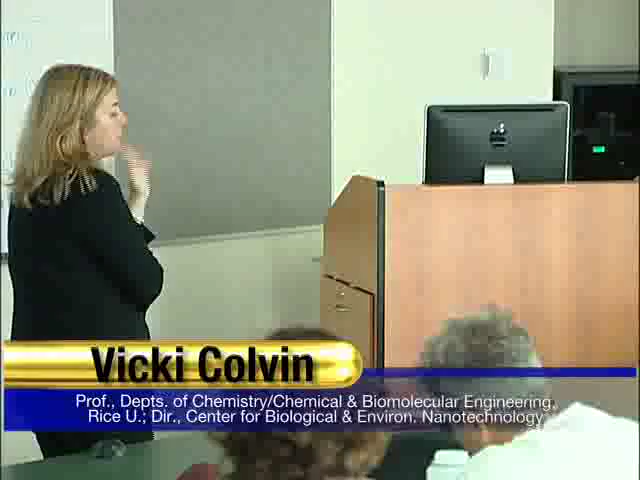 Vicki Colvin
Prof., Depts. of Chemistry/Chemical & Biomolecular Engineering,
Rice U.; Dir., Center for Biological & Environ. Nanotechnology